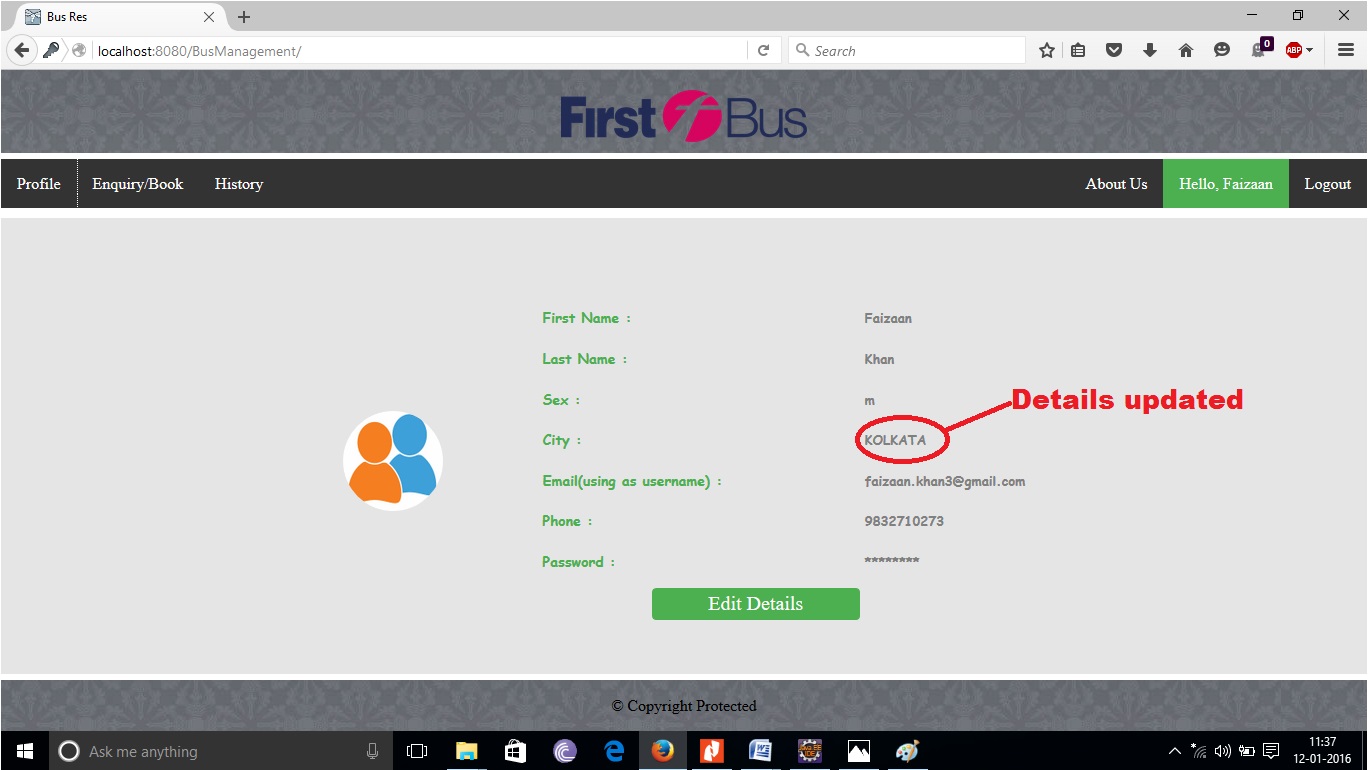 Bus Res
localhost:8080/BusManagement/
Search
0
ABP
First Bus
Profile
Enquiry/Book
History
About Us
Hello, Faizaan
Logout
First Name : Faizaan
Last Name : Khan
Sex : m
Details updated
City : KOLKATA
Email(using as username) : faizaan.khan3@gmail.com
Phone : 9832710273
Password : ********
Edit Details
© Copyright Protected
Ask me anything
11:37
12-01-2016